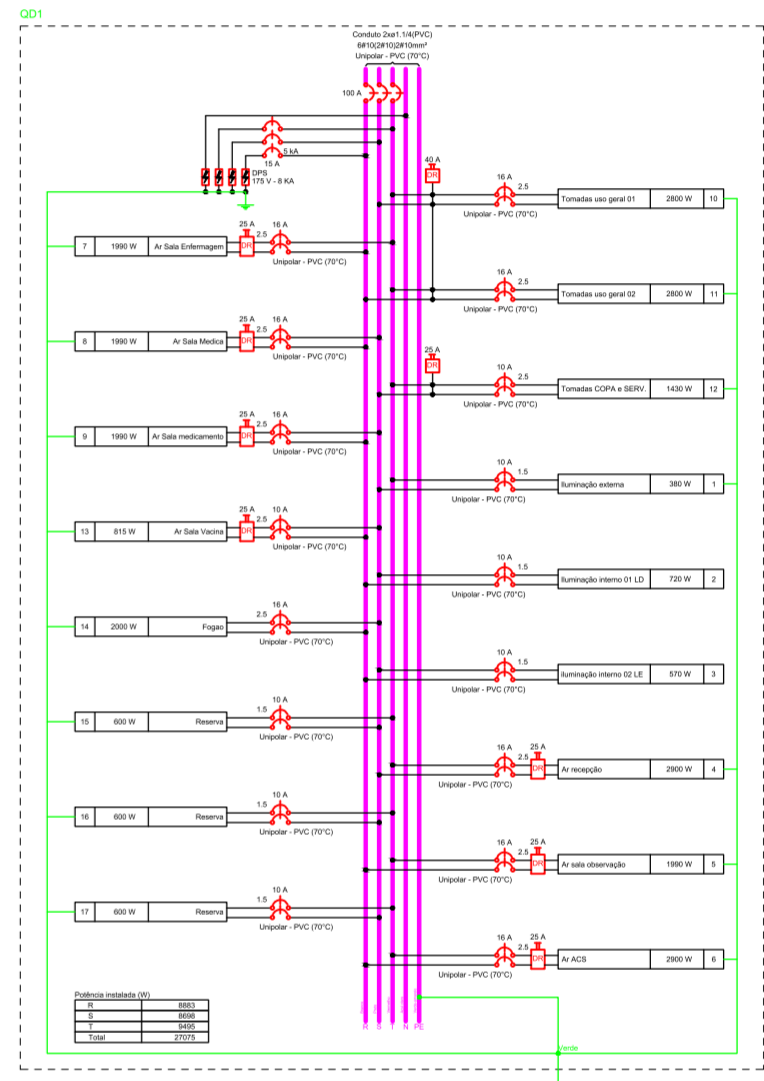 QD1
Conduto 2xø1.1/4(PVC)
6#10(2#10)2#10mm²
Unipolar - PVC (70°C)
100 A
5 kA
15 A
DPS
175 V - 8 KA
40 A
DR
16 A
2.5
Unipolar - PVC (70°C)
Tomadas uso geral 01 2800 W 10
7 1990 W Ar Sala Enfermagem
25 A
DR
2.5
16 A
Unipolar - PVC (70°C)
16 A
2.5
Unipolar - PVC (70°C)
Tomadas uso geral 02 2800 W 11
8 1990 W Ar Sala Medica
25 A
DR
2.5
16 A
Unipolar - PVC (70°C)
25 A
DR
10 A
2.5
Unipolar - PVC (70°C)
Tomadas COPA e SERV. 1430 W 12
9 1990 W Ar Sala medicamento
25 A
DR
2.5
16 A
Unipolar - PVC (70°C)
10 A
1.5
Unipolar - PVC (70°C)
Iluminação externa 380 W 1
13 815 W Ar Sala Vacina
25 A
DR
2.5
10 A
Unipolar - PVC (70°C)
10 A
1.5
Unipolar - PVC (70°C)
Iluminação interno 01 LD 720 W 2
14 2000 W Fogao
2.5
16 A
Unipolar - PVC (70°C)
10 A
1.5
Unipolar - PVC (70°C)
iluminação interno 02 LE 570 W 3
15 600 W Reserva
1.5
10 A
Unipolar - PVC (70°C)
16 A
2.5
25 A
DR
Unipolar - PVC (70°C)
Ar recepção 2900 W 4
16 600 W Reserva
1.5
10 A
Unipolar - PVC (70°C)
16 A
2.5
25 A
DR
Unipolar - PVC (70°C)
Ar sala observação 1990 W 5
17 600 W Reserva
1.5
10 A
Unipolar - PVC (70°C)
16 A
2.5
25 A
DR
Unipolar - PVC (70°C)
Ar ACS 2900 W 6
Potência instalada (W)
R 8883
S 8698
T 9495
Total 27075
R S T N PE
Verde